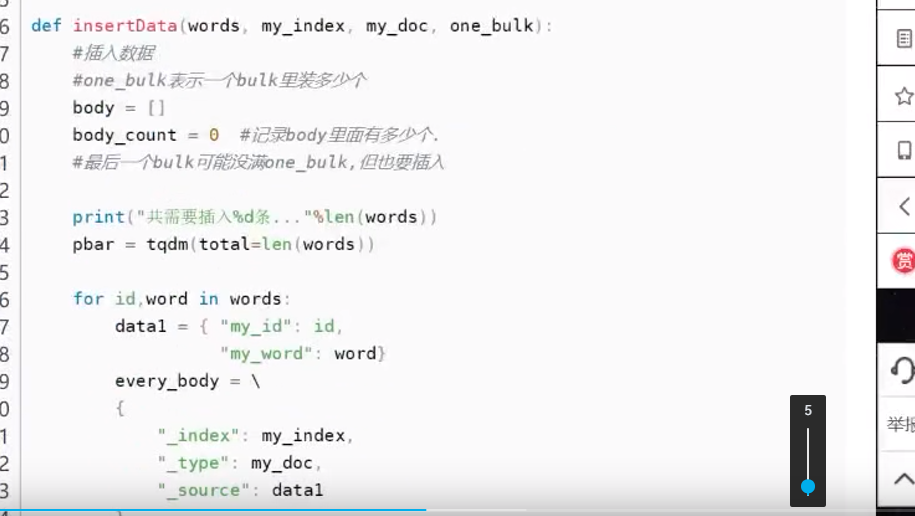 6 def insertData(words, my_index, my_doc, one_bulk):
7 #插入数据
8 #one_bulk表示一个bulk里装多少个
9 body = []
0 body_count = 0 #记录body里面有多少个.
1 #最后一个bulk可能没满one_bulk,但也要插入
2
3 print("共需要插入%d条..."%len(words))
4 pbar = tqdm(total=len(words))
5
6 for id,word in words:
7 data1 = { "my_id": id,
8 "my_word": word}
9 every_body = \
0 {
1 "_index": my_index,
2 "_type": my_doc,
3 "_source": data1
赏
5
举报